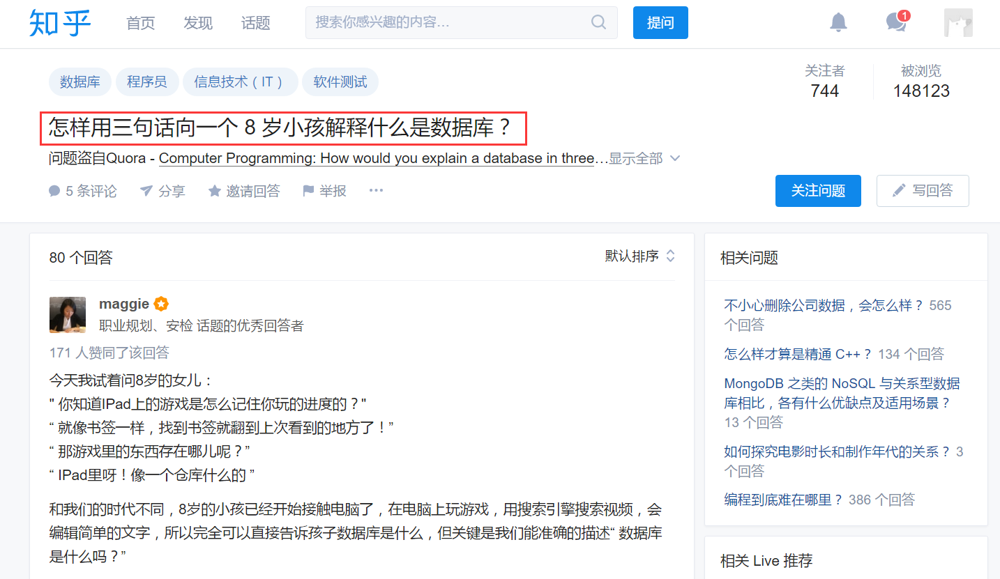 知乎 首页 发现 话题 搜索你感兴趣的内容… 提问 1
关注者 被浏览
数据库 程序员 信息技术（IT） 软件测试 744 148123
怎样用三句话向一个 8 岁小孩解释什么是数据库？
问题盗自Quora - Computer Programming: How would you explain a database in three…显示全部
5 条评论 分享 邀请回答 举报 ··· 关注问题 写回答
80 个回答 默认排序
maggie
职业规划、安检 话题的优秀回答者
171 人赞同了该回答
今天我试着问8岁的女儿：
" 你知道IPad上的游戏是怎么记住你玩的进度的？"
“ 就像书签一样，找到书签就翻到上次看到的地方了！”
“ 那游戏里的东西存在哪儿呢？”
“ IPad里呀！像一个仓库什么的 ”
和我们的时代不同，8岁的小孩已经开始接触电脑了，在电脑上玩游戏，用搜索引擎搜索视频，会
编辑简单的文字，所以完全可以直接告诉孩子数据库是什么，但关键是我们能准确的描述“ 数据库
是什么吗？”
相关问题
不小心删除公司数据，会怎么样？ 565
个回答
怎么样才算是精通 C++？ 134 个回答
MongoDB 之类的 NoSQL 与关系型数据
库相比，各有什么优缺点及适用场景？
13 个回答
如何探究电影时长和制作年代的关系？ 3
个回答
编程到底难在哪里？ 386 个回答
相关 Live 推荐